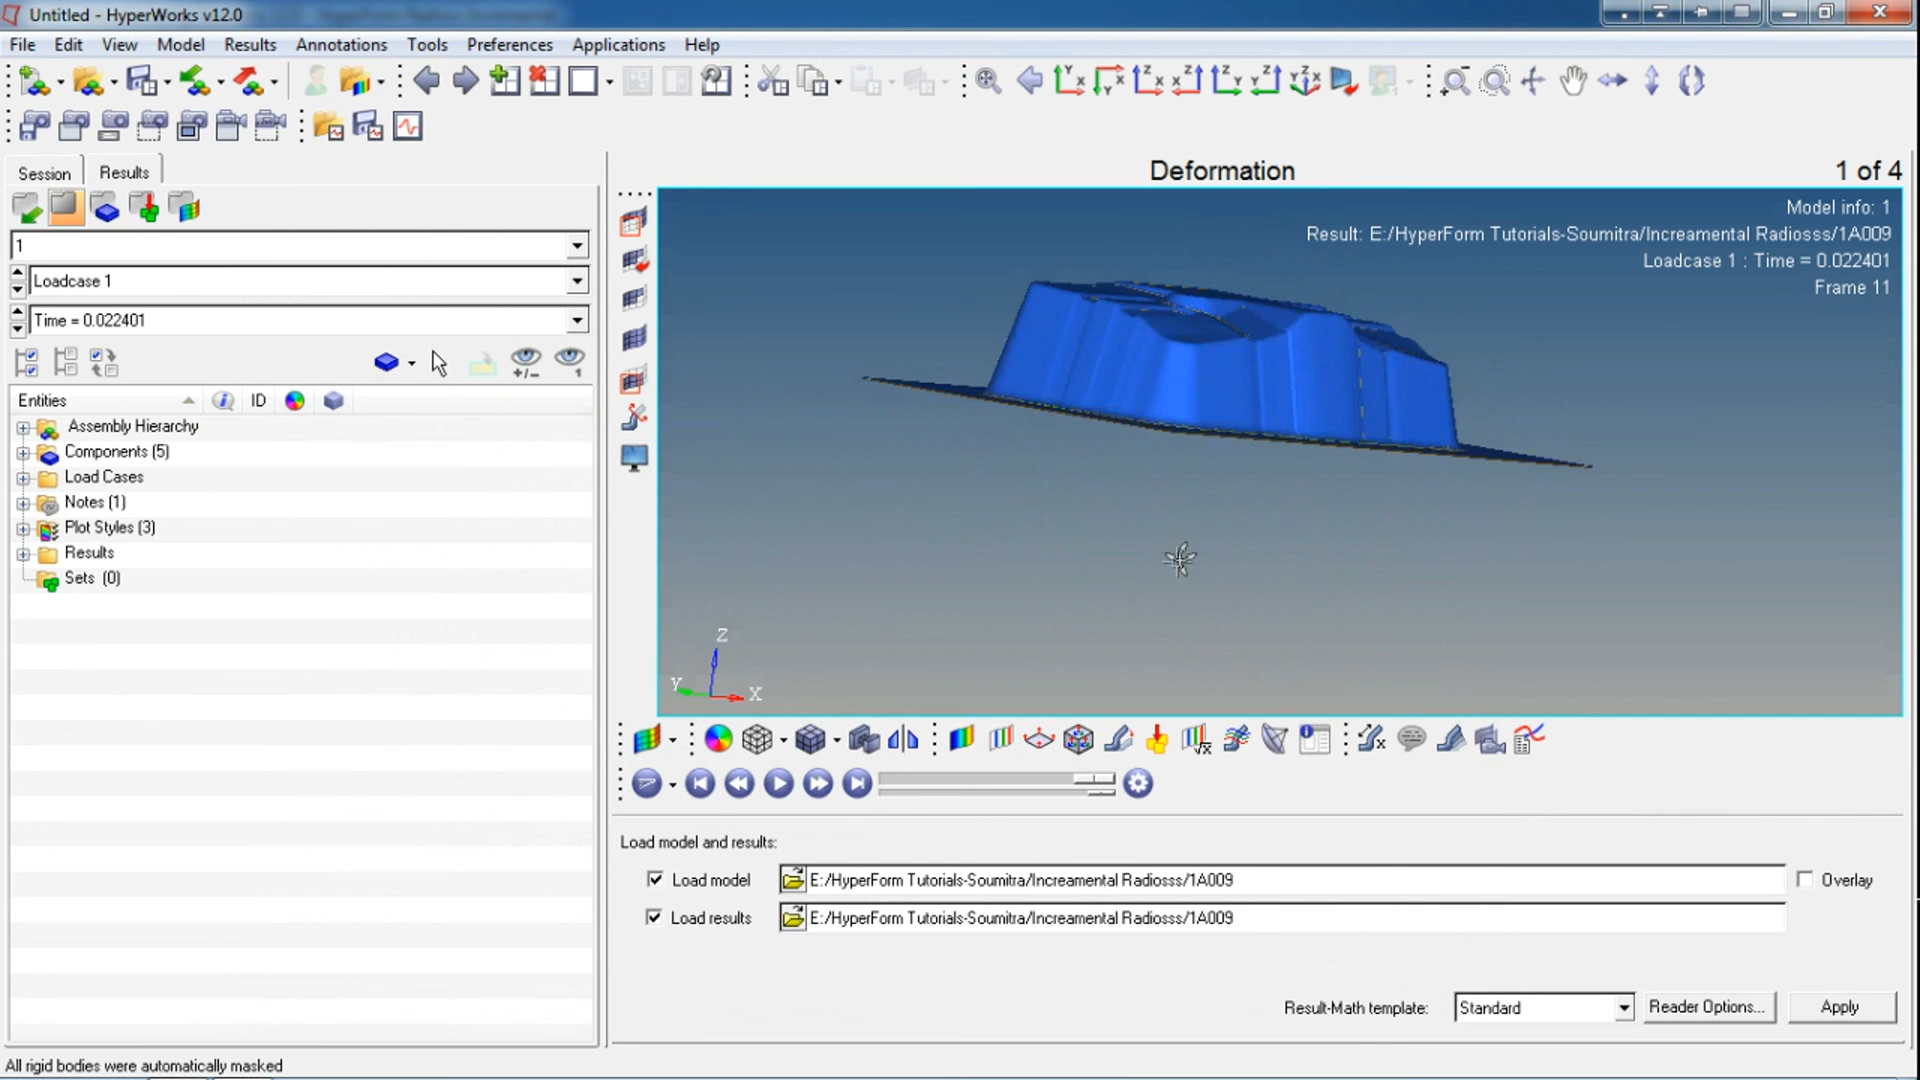 Untitled - HyperWorks v12.0
File Edit View Model Results Annotations Tools Preferences Applications Help
Session Results
1
Loadcase 1
Time = 0.022401
Entities ID
Assembly Hierarchy
Components (5)
Load Cases
Notes (1)
Plot Styles (3)
Results
Sets (0)
Deformation
1 of 4
Model info: 1
Result: E:/HyperForm Tutorials-Soumitra/Increamental Radiosss/1A009
Loadcase 1 : Time = 0.022401
Frame 11
Z
Y X
Load model and results:
Load model E:/HyperForm Tutorials-Soumitra/Increamental Radiosss/1A009 Overlay
Load results E:/HyperForm Tutorials-Soumitra/Increamental Radiosss/1A009
Result-Math template: Standard Reader Options... Apply
All rigid bodies were automatically masked